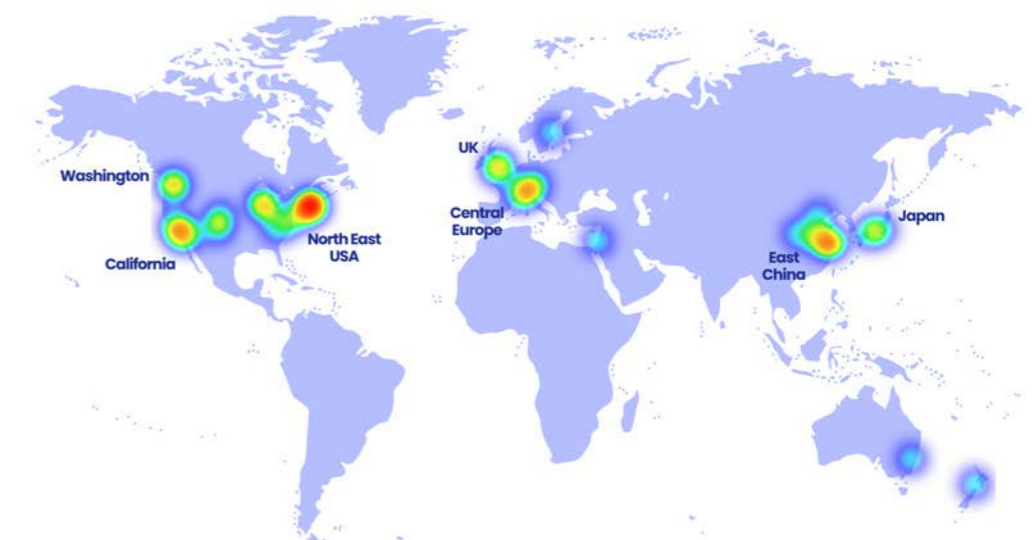 UK
Washington
Central
Europe
Japan
North East
USA
California
East
China